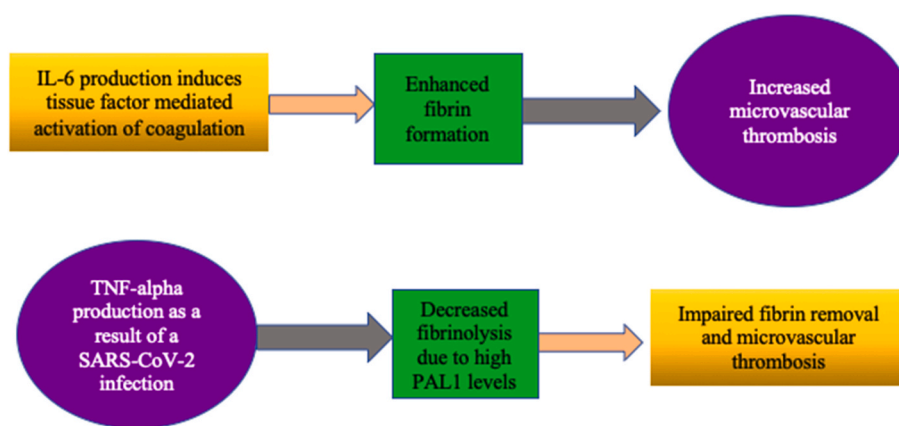 IL-6 production induces
tissue factor mediated
activation of coagulation
Enhanced
fibrin
formation
Increased
microvascular
thrombosis
TNF-alpha
production as a
result of a
SARS-CoV-2
infection
Decreased
fibrinolysis
due to high
PAL1 levels
Impaired fibrin removal
and microvascular
thrombosis